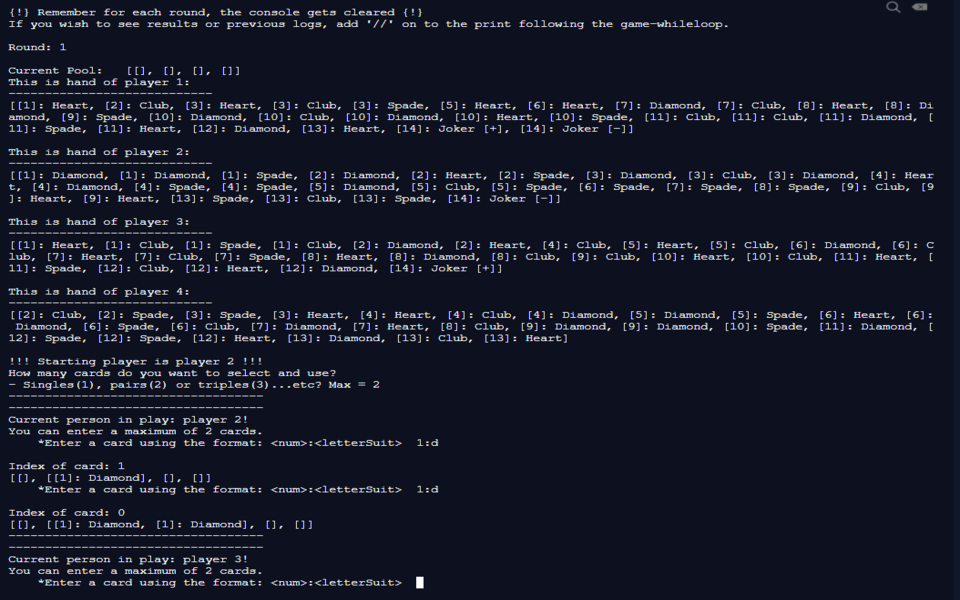 {!} Remember for each round, the console gets cleared {!}
If you wish to see results or previous logs, add '//' on to the print following the game-whileloop.
Round: 1
Current Pool:   [[], [], [], []]
This is hand of player 1:
----------------------------
[[1]: Heart, [2]: Club, [3]: Heart, [3]: Club, [3]: Spade, [5]: Heart, [6]: Heart, [7]: Diamond, [7]: Club, [8]: Heart, [8]: Di
amond, [9]: Spade, [10]: Diamond, [10]: Club, [10]: Diamond, [10]: Heart, [10]: Spade, [11]: Club, [11]: Club, [11]: Diamond, [
11]: Spade, [11]: Heart, [12]: Diamond, [13]: Heart, [14]: Joker [+], [14]: Joker [-]]
This is hand of player 2:
----------------------------
[[1]: Diamond, [1]: Diamond, [1]: Spade, [2]: Diamond, [2]: Heart, [2]: Spade, [3]: Diamond, [3]: Club, [3]: Diamond, [4]: Hear
t, [4]: Diamond, [4]: Spade, [4]: Spade, [5]: Diamond, [5]: Club, [5]: Spade, [6]: Spade, [7]: Spade, [8]: Spade, [9]: Club, [9
]: Heart, [9]: Heart, [13]: Spade, [13]: Club, [13]: Spade, [14]: Joker [-]]
This is hand of player 3:
----------------------------
[[1]: Heart, [1]: Club, [1]: Spade, [1]: Club, [2]: Diamond, [2]: Heart, [4]: Club, [5]: Heart, [5]: Club, [6]: Diamond, [6]: C
lub, [7]: Heart, [7]: Club, [7]: Spade, [8]: Heart, [8]: Diamond, [8]: Club, [9]: Club, [10]: Heart, [10]: Club, [11]: Heart, [
11]: Spade, [12]: Club, [12]: Heart, [12]: Diamond, [14]: Joker [+]]
This is hand of player 4:
----------------------------
[[2]: Club, [2]: Spade, [3]: Spade, [3]: Heart, [4]: Heart, [4]: Club, [4]: Diamond, [5]: Diamond, [5]: Spade, [6]: Heart, [6]:
 Diamond, [6]: Spade, [6]: Club, [7]: Diamond, [7]: Heart, [8]: Club, [9]: Diamond, [9]: Diamond, [10]: Spade, [11]: Diamond, [
12]: Spade, [12]: Spade, [12]: Heart, [13]: Diamond, [13]: Club, [13]: Heart]
!!! Starting player is player 2 !!!
How many cards do you want to select and use?
- Singles(1), pairs(2) or triples(3)...etc? Max = 2
-----------------------------------
-----------------------------------
Current person in play: player 2!
You can enter a maximum of 2 cards.
    *Enter a card using the format: <num>:<letterSuit>  1:d
Index of card: 1
[[], [[1]: Diamond], [], []]
    *Enter a card using the format: <num>:<letterSuit>  1:d
Index of card: 0
[[], [[1]: Diamond, [1]: Diamond], [], []]
-----------------------------------
-----------------------------------
Current person in play: player 3!
You can enter a maximum of 2 cards.
    *Enter a card using the format: <num>:<letterSuit>